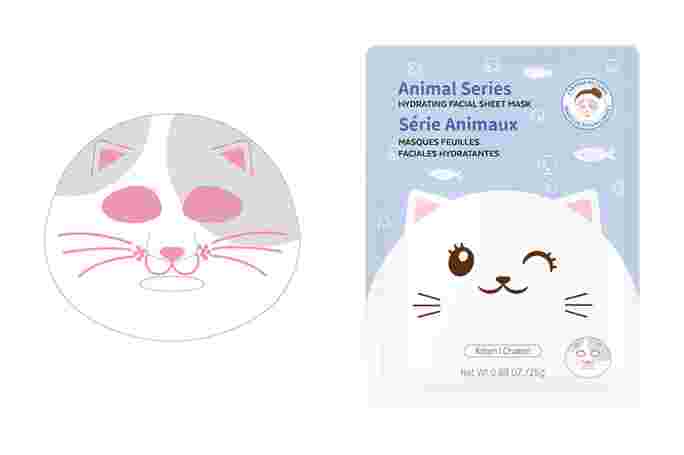 Animal Series
HYDRATING FACIAL SHEET MASK
Série Animaux
MASQUES FEUILLES
FACIALES HYDRATANTES
Kitten | Chaton
Net Wt 0.88 OZ./25g